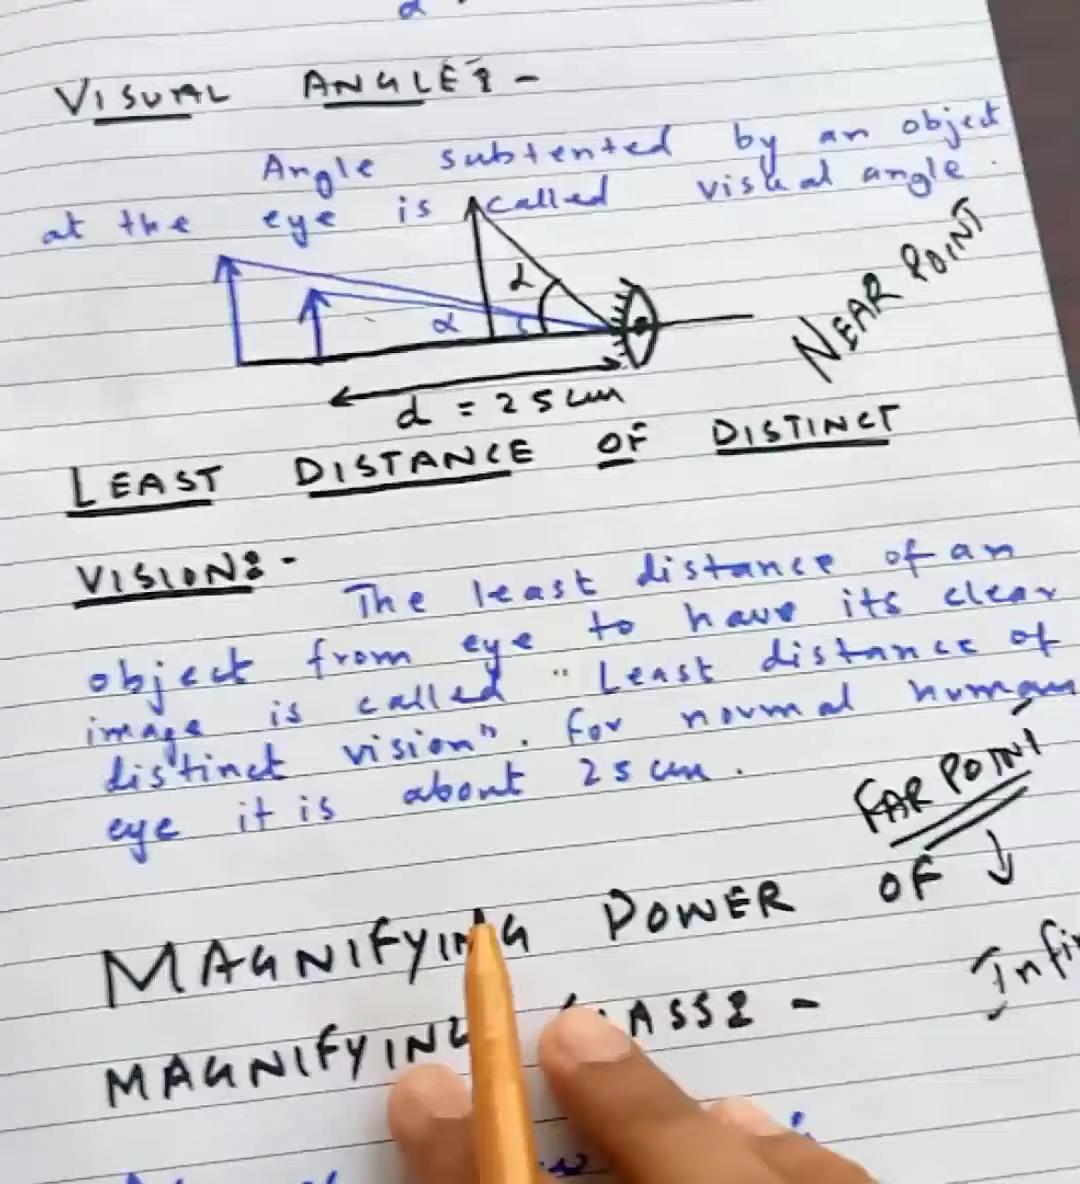 α
VISUAL ANGLE:-
Angle subtented by an object
at the eye is called visual angle.
α
α
NEAR POINT
d = 25 cm
LEAST DISTANCE OF DISTINCT
VISION:-
The least distance of an
object from eye to have its clear
image is called "Least distance of
distinct vision". For normal human
eye it is about 25 cm.
FAR POINT
MAGNIFYING POWER OF
Infi
MAGNIFYING GLASS:-